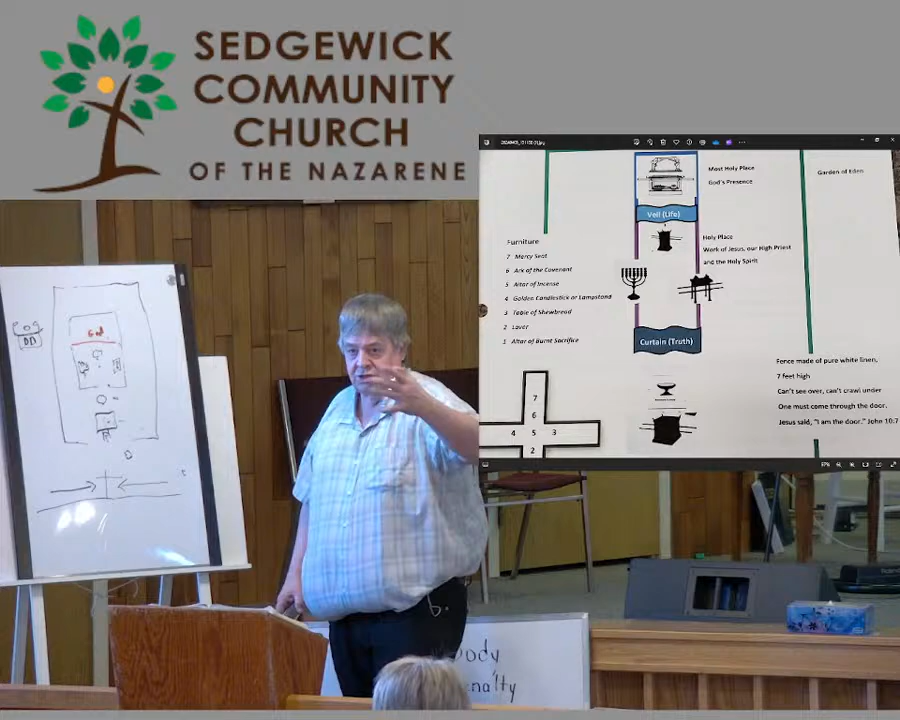 SEDGEWICK
COMMUNITY
CHURCH
OF THE NAZARENE
Most Holy Place
God's Presence
Garden of Eden
Veil (Life)
Holy Place
Work of Jesus, our High Priest
and the Holy Spirit
Furniture
7 Mercy Seat
6 Ark of the Covenant
5 Altar of Incense
4 Golden Candlestick or Lampstand
3 Table of Shewbread
2 Laver
1 Altar of Burnt Sacrifice
Curtain (Truth)
Fence made of pure white linen,
7 feet high
Can't see over, can't crawl under
One must come through the door.
Jesus said, "I am the door." John 10:7
7
6
4 5 3
2
God
body